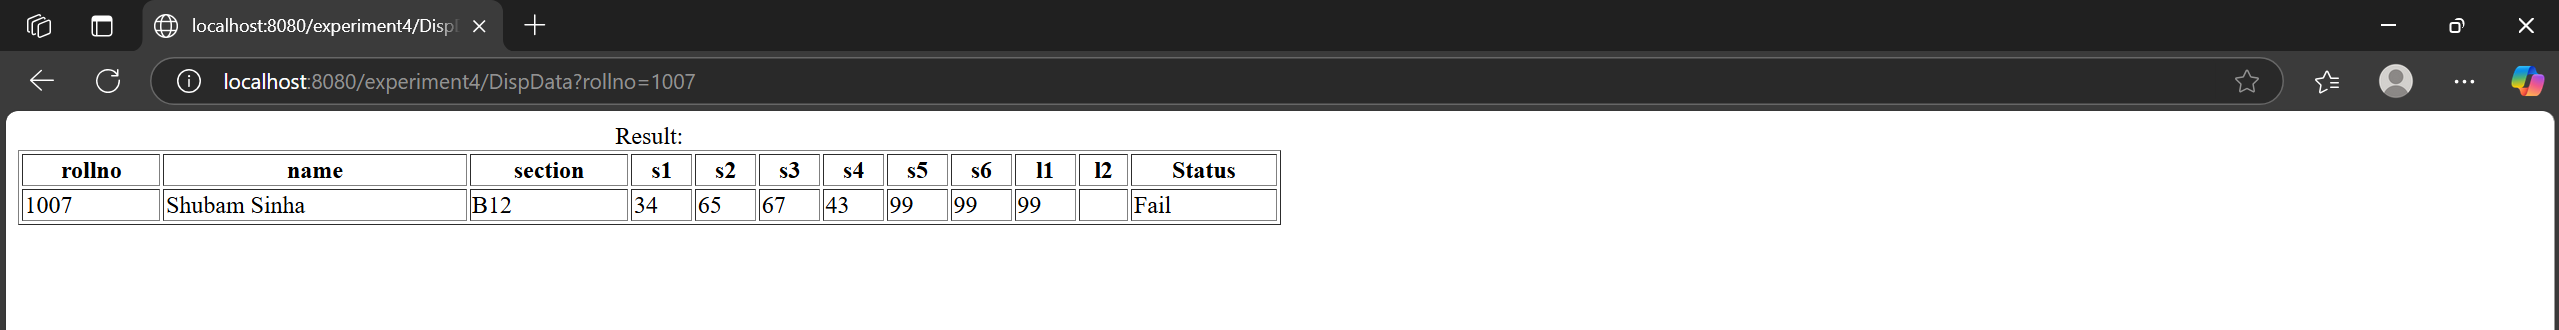 localhost:8080/experiment4/Disp
localhost:8080/experiment4/DispData?rollno=1007
Result:
rollno name section s1 s2 s3 s4 s5 s6 l1 l2 Status
1007 Shubam Sinha B12 34 65 67 43 99 99 99 Fail